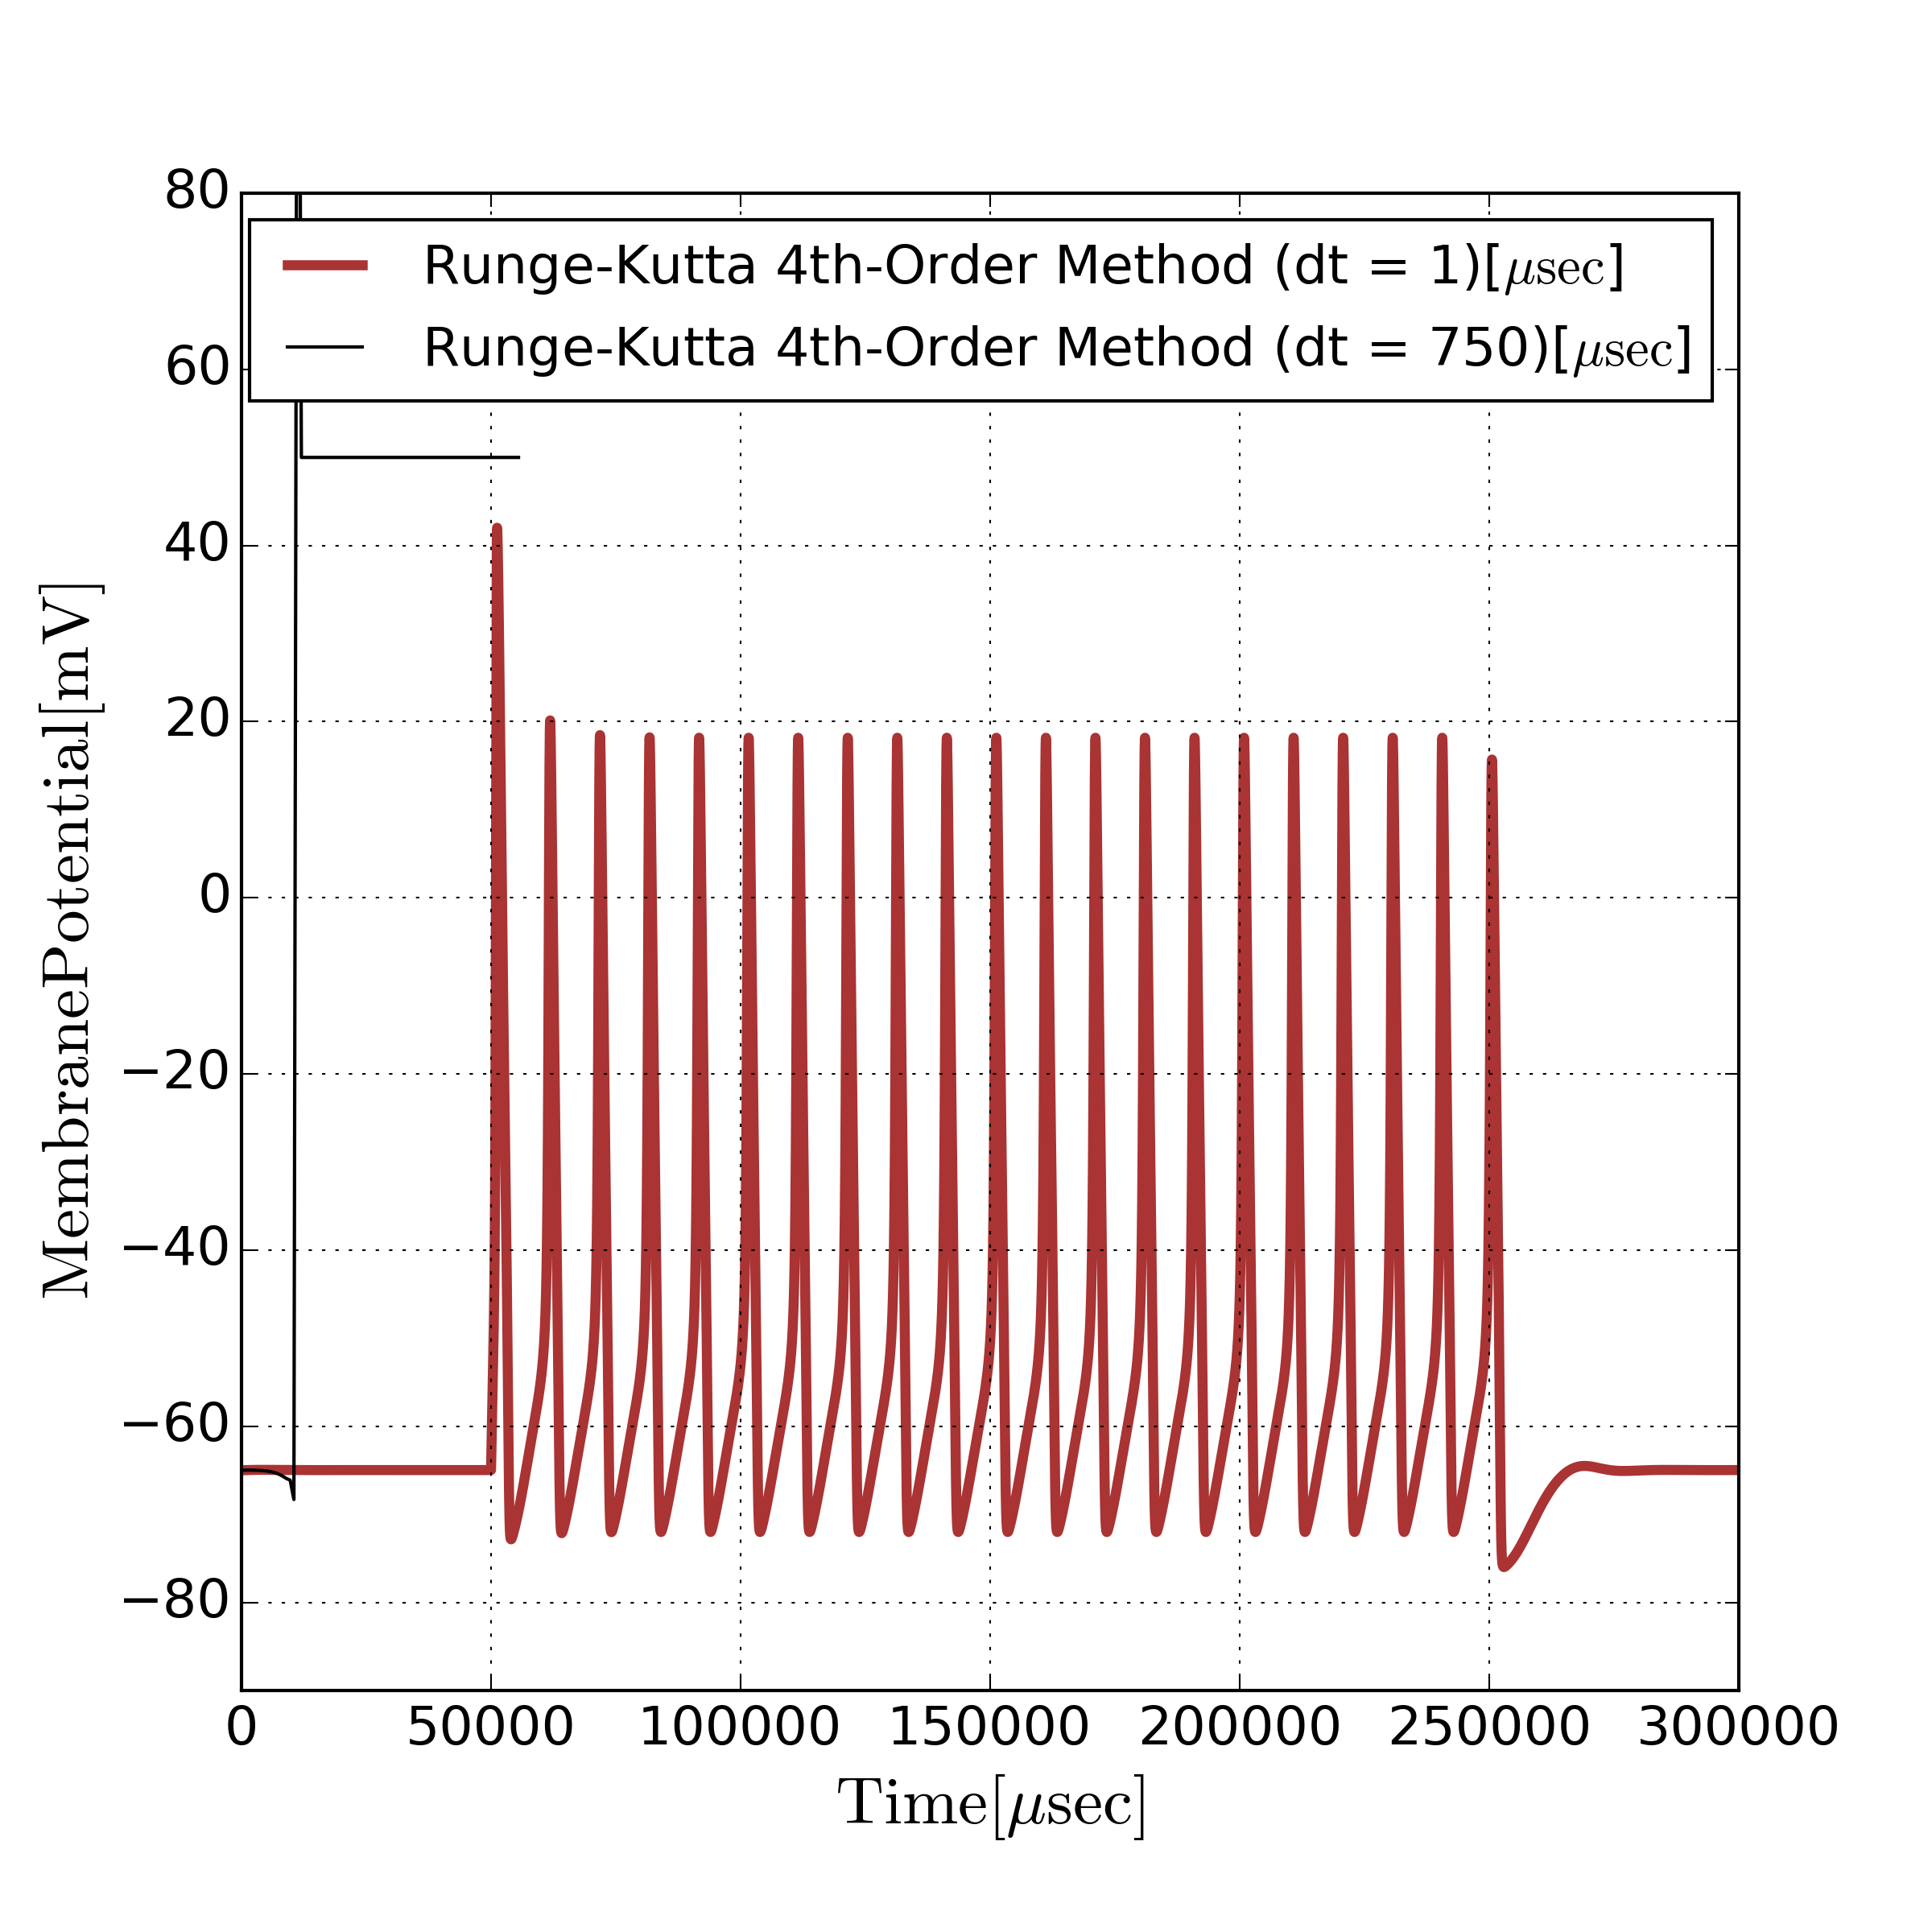 80
Runge-Kutta 4th-Order Method (dt = 1)[μsec]
Runge-Kutta 4th-Order Method (dt = 750)[μsec]
60
40
20
0
−20
−40
−60
−80
MembranePotential[mV]
0 50000 100000 150000 200000 250000 300000
Time[μsec]